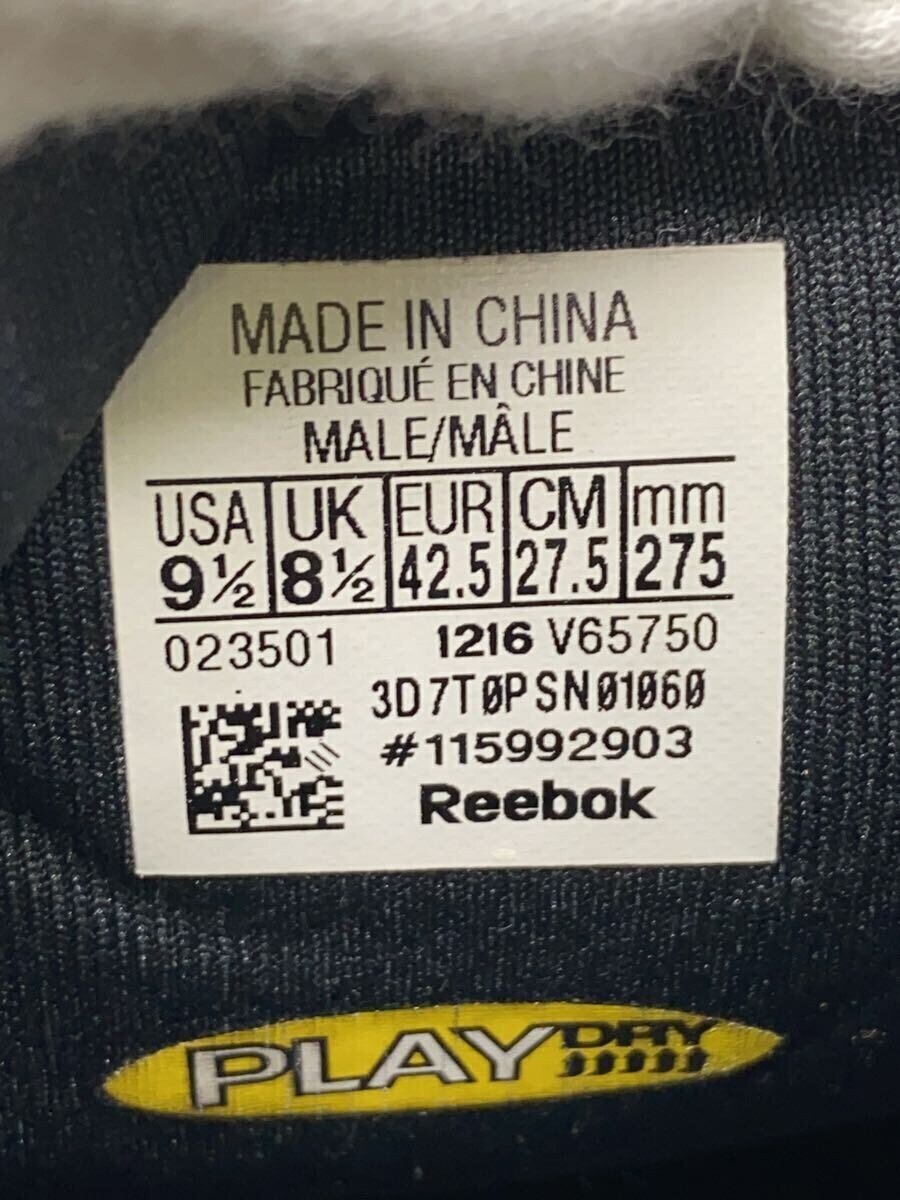 MADE IN CHINA
FABRIQUÉ EN CHINE
MALE/MÂLE
USA UK EUR CM mm
9½ 8½ 42.5 27.5 275
023501 1216 V65750
3D7T0PSN01060
#115992903
Reebok
PLAY DRY